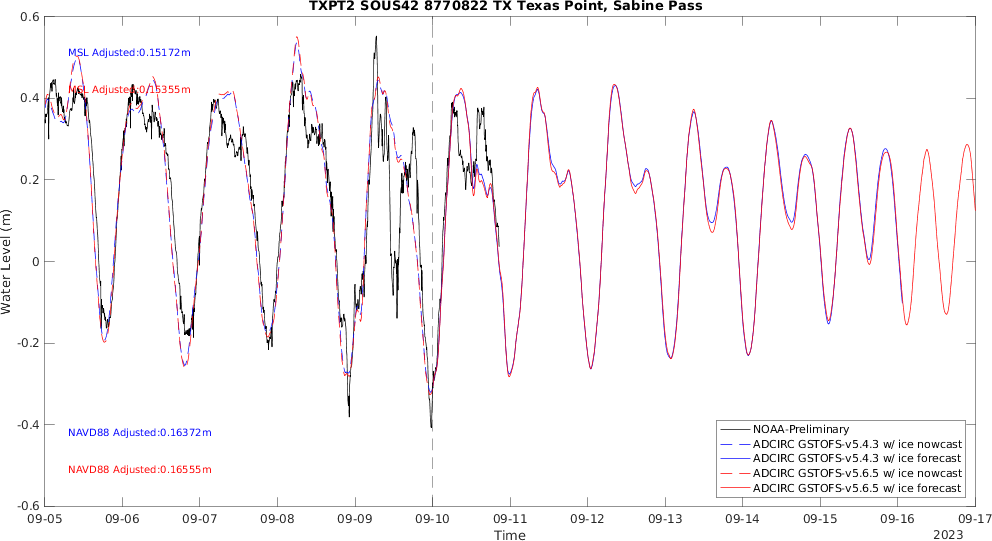 TXPT2 SOUS42 8770822 TX Texas Point, Sabine Pass
0.6
0.4
0.2
0
-0.2
-0.4
-0.6
Water Level (m)
MSL Adjusted:0.15172m
MSL Adjusted:0.15355m
NAVD88 Adjusted:0.16372m
NAVD88 Adjusted:0.16555m
NOAA-Preliminary
ADCIRC GSTOFS-v5.4.3 w/ ice nowcast
ADCIRC GSTOFS-v5.4.3 w/ ice forecast
ADCIRC GSTOFS-v5.6.5 w/ ice nowcast
ADCIRC GSTOFS-v5.6.5 w/ ice forecast
09-05 09-06 09-07 09-08 09-09 09-10 09-11 09-12 09-13 09-14 09-15 09-16 09-17
Time
2023